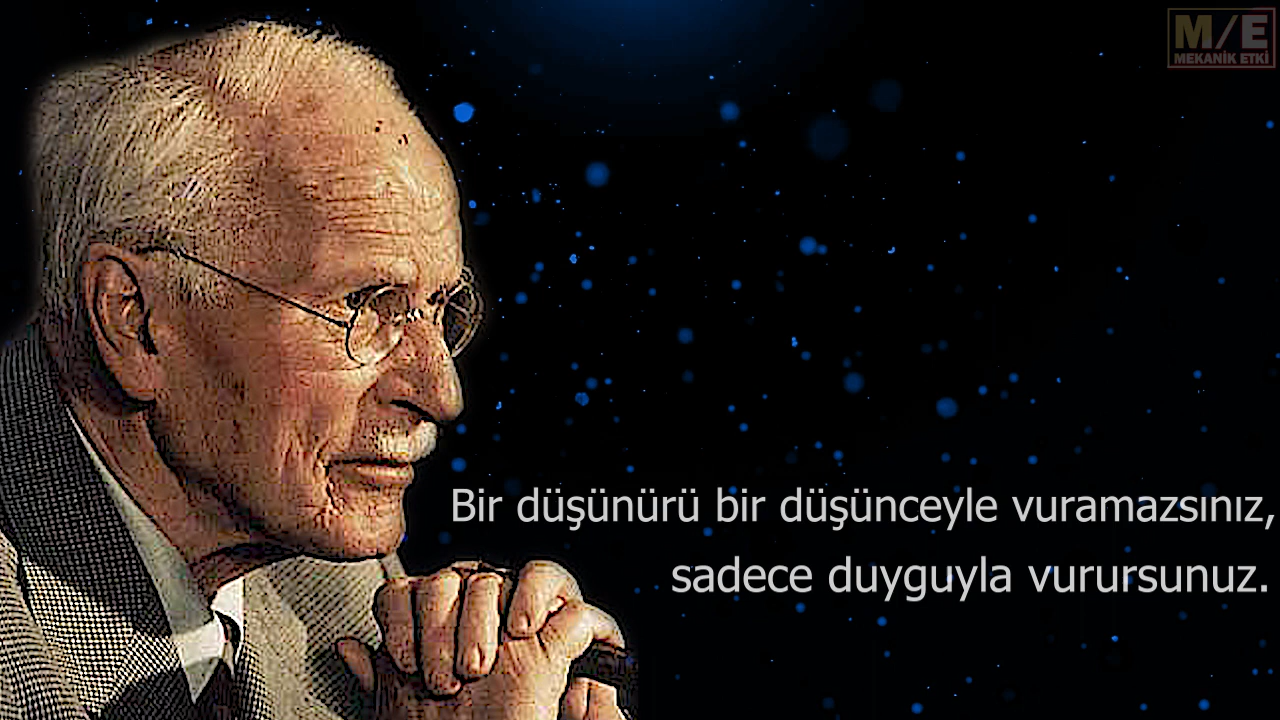 M/E
MEKANİK ETKİ
Bir düşünürü bir düşünceyle vuramazsınız,
sadece duyguyla vurursunuz.